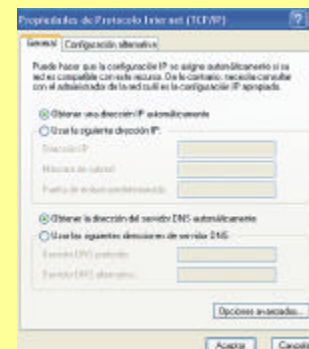 Propiedades de Protocolo Internet (TCP/IP)
General
Configuración alternativa
Puede hacer que la configuración IP se asigne automáticamente si su
red es compatible con este recurso. De lo contrario, necesita consultar
con el administrador de la red cuál es la configuración IP apropiada.
Obtener una dirección IP automáticamente
Usar la siguiente dirección IP:
Dirección IP:
Máscara de subred:
Puerta de enlace predeterminada:
Obtener la dirección del servidor DNS automáticamente
Usar las siguientes direcciones de servidor DNS:
Servidor DNS preferido:
Servidor DNS alternativo:
Opciones avanzadas...
Aceptar
Cancela